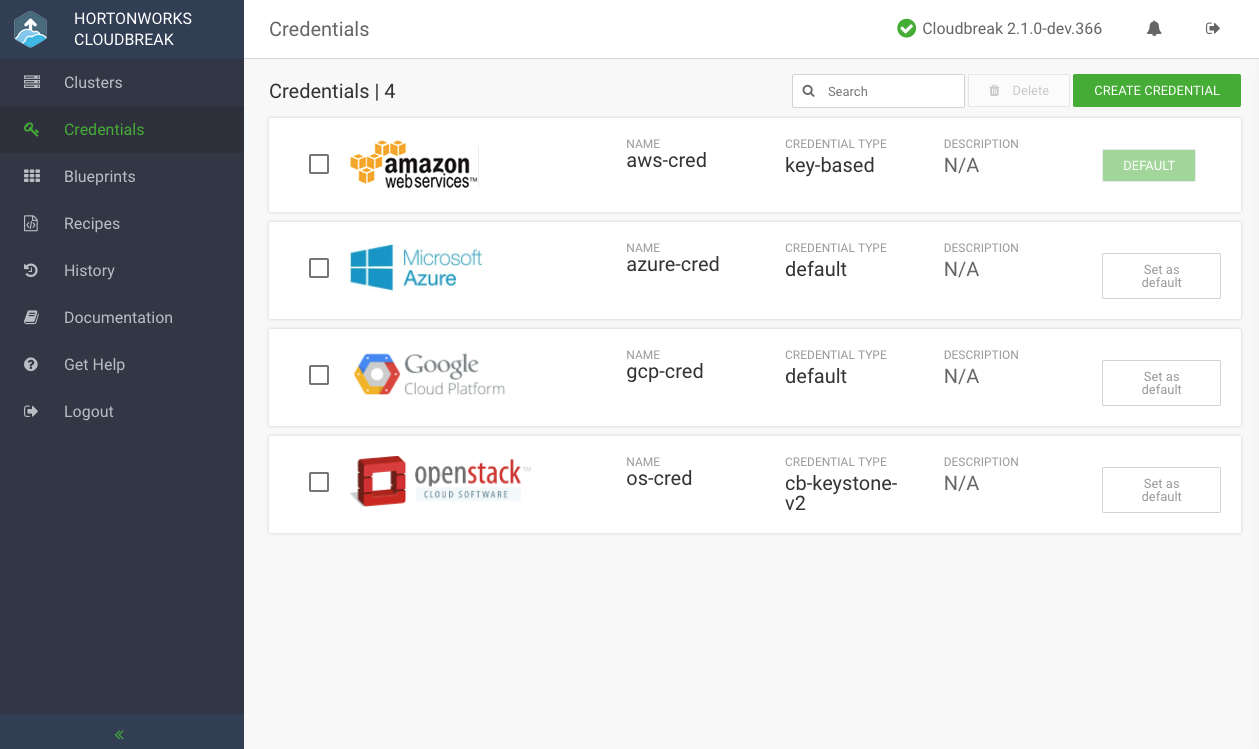 HORTONWORKS
CLOUDBREAK
Credentials
Cloudbreak 2.1.0-dev.366
Clusters
Credentials
Blueprints
Recipes
History
Documentation
Get Help
Logout
Credentials | 4
Search
Delete
CREATE CREDENTIAL
amazon
webservices™
NAME
aws-cred
CREDENTIAL TYPE
key-based
DESCRIPTION
N/A
DEFAULT
Microsoft
Azure
NAME
azure-cred
CREDENTIAL TYPE
default
DESCRIPTION
N/A
Set as
default
Google
Cloud Platform
NAME
gcp-cred
CREDENTIAL TYPE
default
DESCRIPTION
N/A
Set as
default
openstack™
CLOUD SOFTWARE
NAME
os-cred
CREDENTIAL TYPE
cb-keystone-
v2
DESCRIPTION
N/A
Set as
default